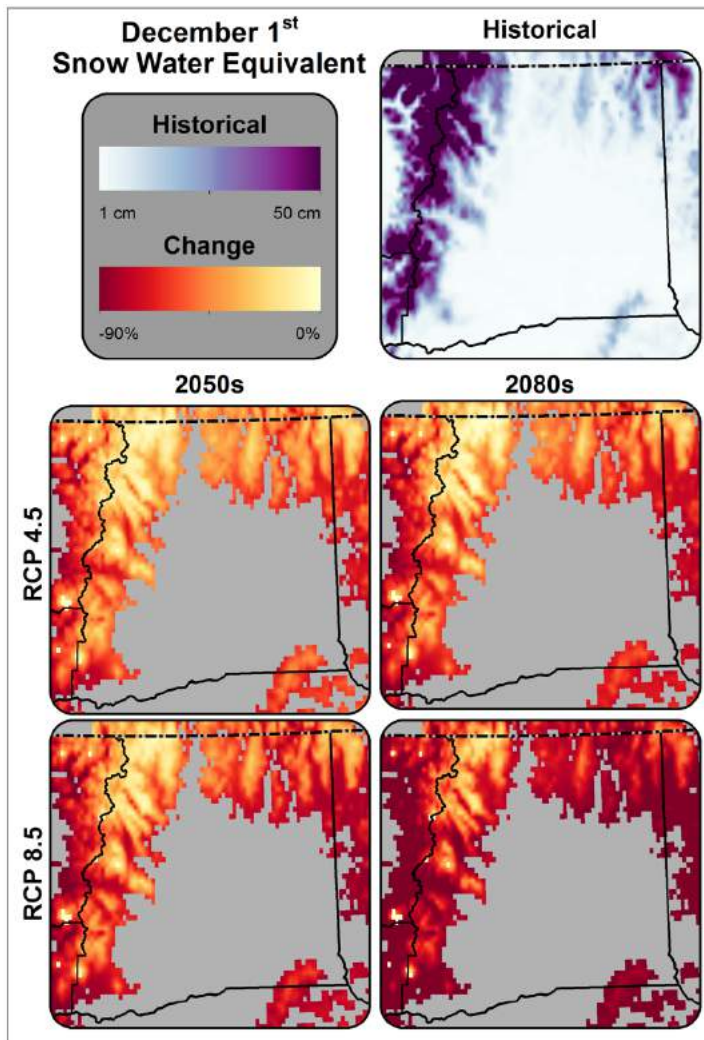 December 1st
Snow Water Equivalent
Historical
Historical
1 cm 50 cm
Change
-90% 0%
2050s 2080s
RCP 4.5
RCP 8.5